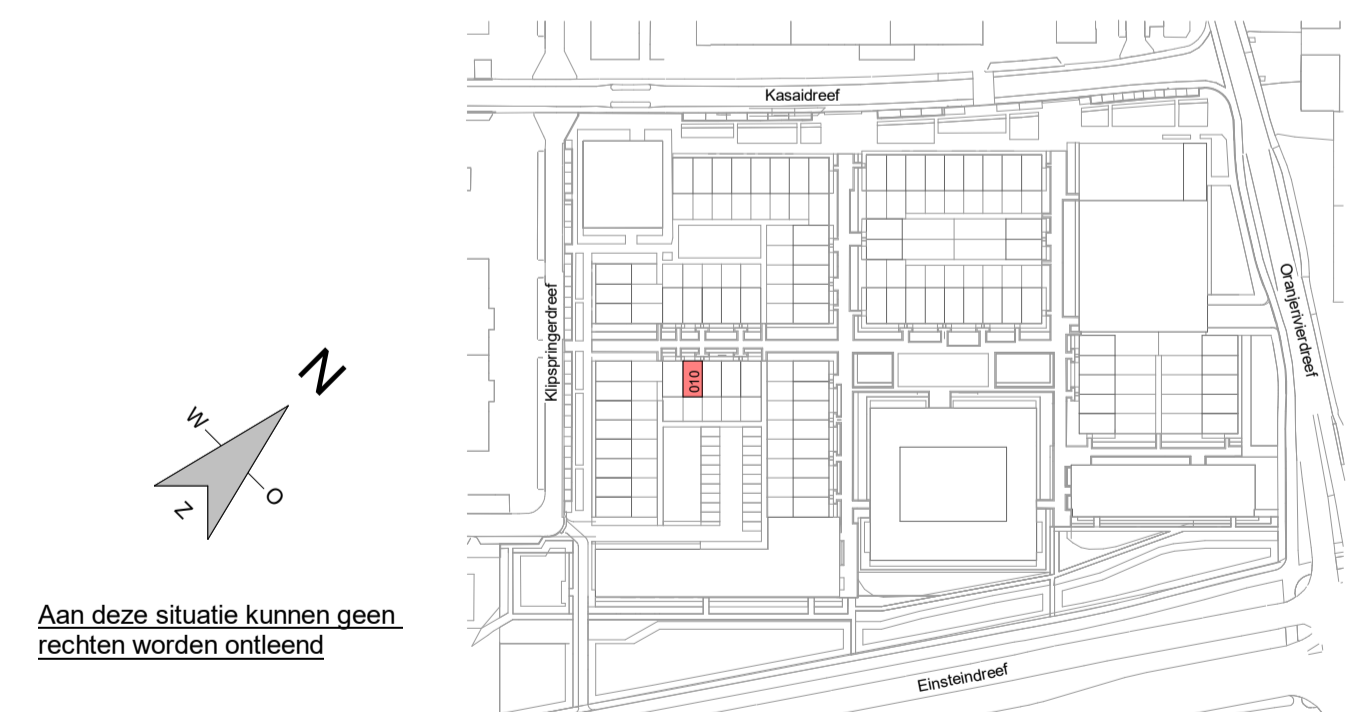 Kasaidreef
Oranjerivierdreef
Klipspringerdreef
010
N
W
O
Z
Aan deze situatie kunnen geen
rechten worden ontleend
Einsteindreef